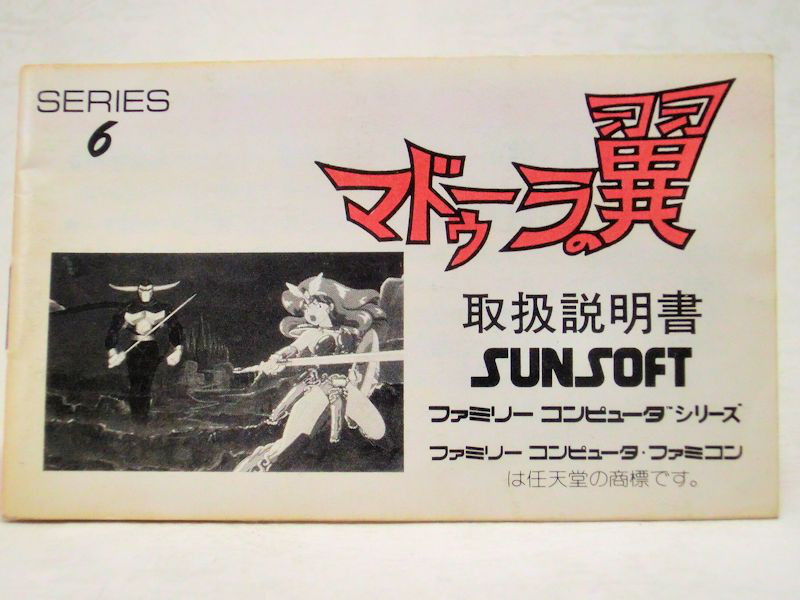 SERIES
6
マドゥーラの翼
取扱説明書
SUNSOFT
ファミリー コンピュータ™シリーズ
ファミリー コンピュータ・ファミコン
は任天堂の商標です。